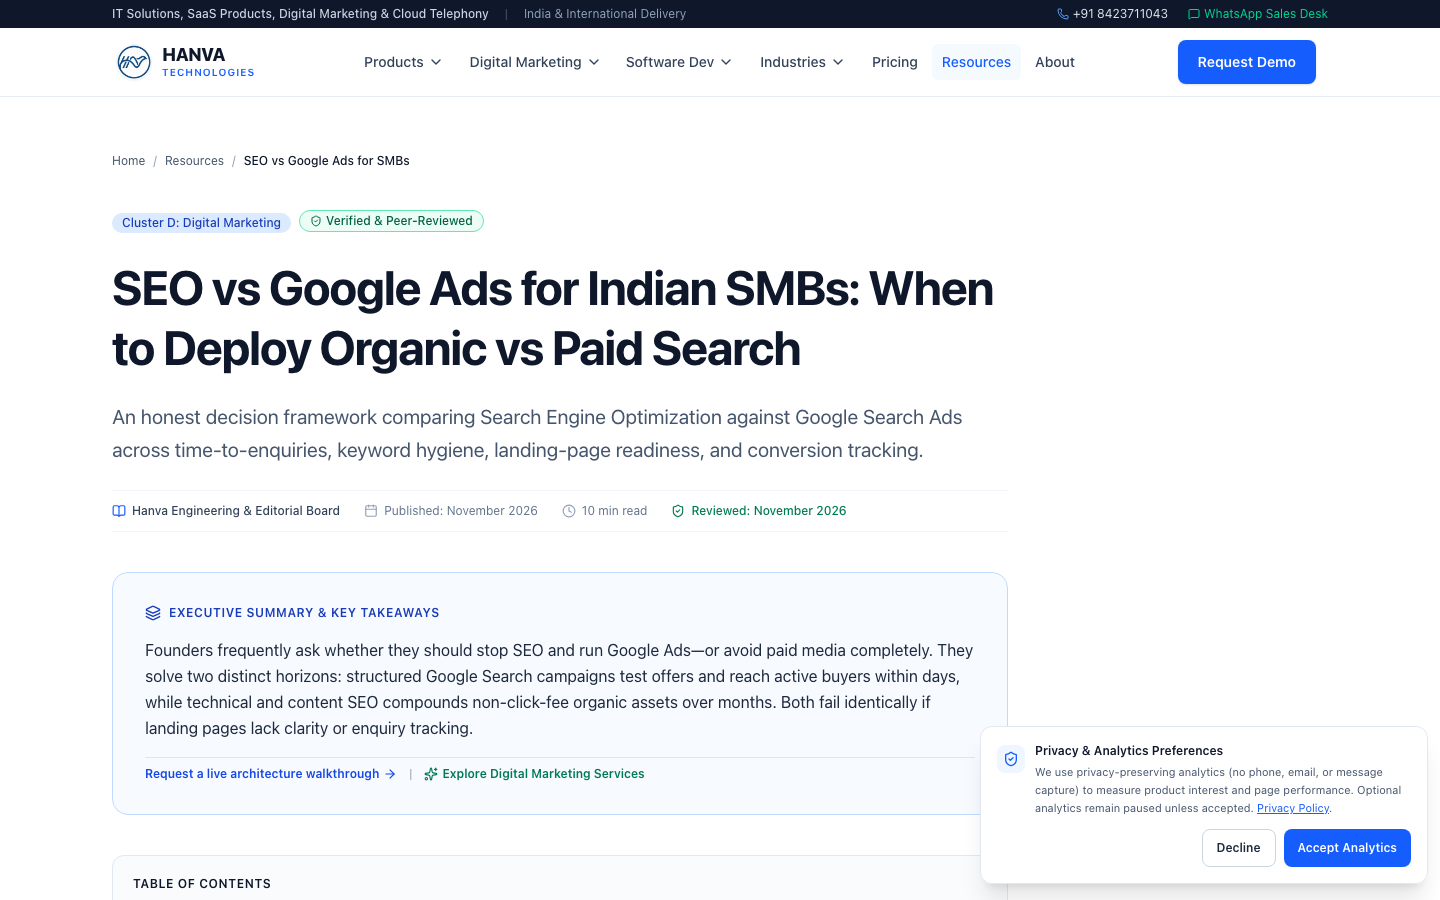 IT Solutions, SaaS Products, Digital Marketing & Cloud Telephony | India & International Delivery +91 8423711043 WhatsApp Sales Desk
HANVA
TECHNOLOGIES
Products Digital Marketing Software Dev Industries Pricing Resources About Request Demo
Home / Resources / SEO vs Google Ads for SMBs
Cluster D: Digital Marketing Verified & Peer-Reviewed
SEO vs Google Ads for Indian SMBs: When
to Deploy Organic vs Paid Search
An honest decision framework comparing Search Engine Optimization against Google Search Ads
across time-to-enquiries, keyword hygiene, landing-page readiness, and conversion tracking.
Hanva Engineering & Editorial Board Published: November 2026 10 min read Reviewed: November 2026
EXECUTIVE SUMMARY & KEY TAKEAWAYS
Founders frequently ask whether they should stop SEO and run Google Ads—or avoid paid media completely. They
solve two distinct horizons: structured Google Search campaigns test offers and reach active buyers within days,
while technical and content SEO compounds non-click-fee organic assets over months. Both fail identically if
landing pages lack clarity or enquiry tracking.
Request a live architecture walkthrough → | Explore Digital Marketing Services
TABLE OF CONTENTS
Privacy & Analytics Preferences
We use privacy-preserving analytics (no phone, email, or message
capture) to measure product interest and page performance. Optional
analytics remain paused unless accepted. Privacy Policy.
Decline Accept Analytics